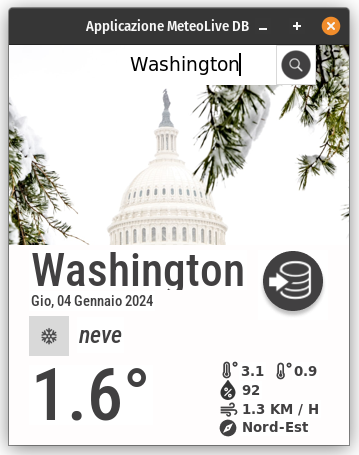 Applicazione MeteoLive DB
Washington
Washington
Gio, 04 Gennaio 2024
neve
1.6°
° 3.1 ° 0.9
% 92
1.3 KM / H
Nord-Est